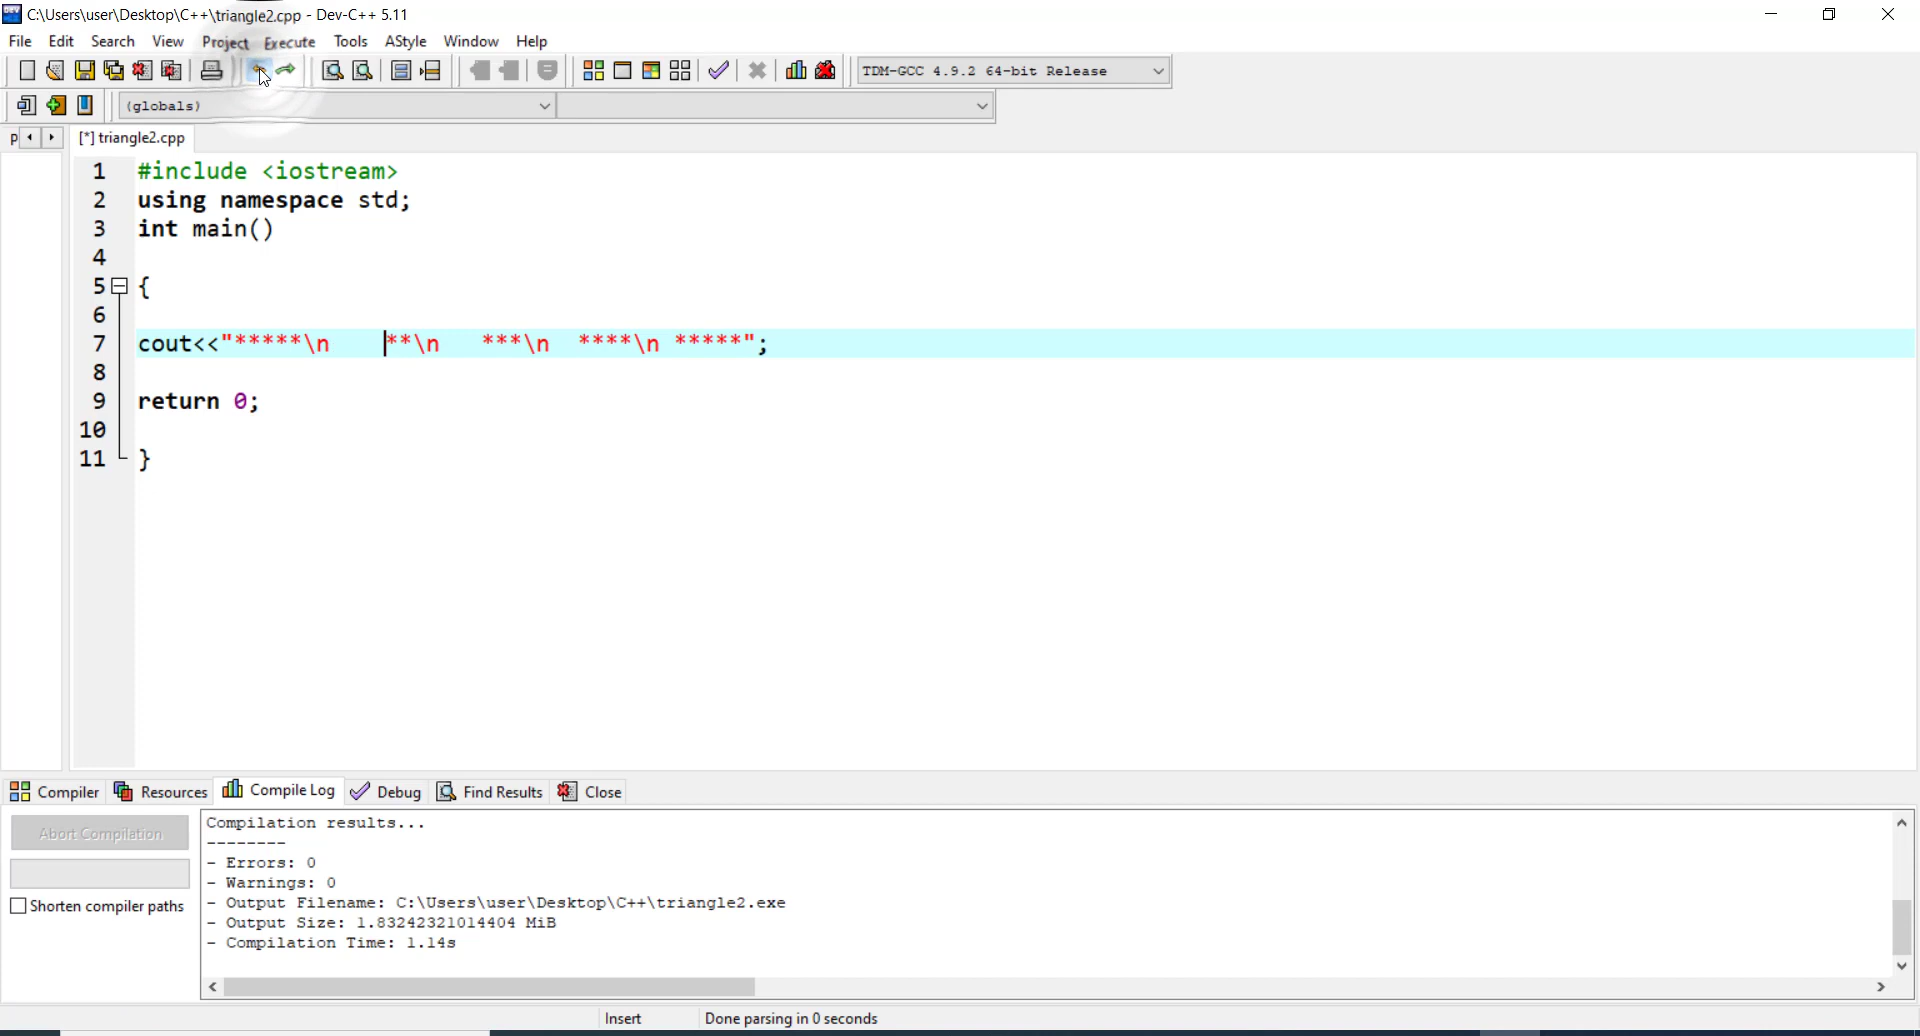 C:\Users\user\Desktop\C++\triangle2.cpp - Dev-C++ 5.11
File Edit Search View Project Execute Tools AStyle Window Help
TDM-GCC 4.9.2 64-bit Release
(globals)
p [*] triangle2.cpp
1 #include <iostream>
2 using namespace std;
3 int main()
4
5 {
6
7 cout<<"*****\n    **\n   ***\n  ****\n *****";
8
9 return 0;
10
11 }
Compiler Resources Compile Log Debug Find Results Close
Abort Compilation
Shorten compiler paths
Compilation results...
--------
- Errors: 0
- Warnings: 0
- Output Filename: C:\Users\user\Desktop\C++\triangle2.exe
- Output Size: 1.83242321014404 MiB
- Compilation Time: 1.14s
Insert Done parsing in 0 seconds